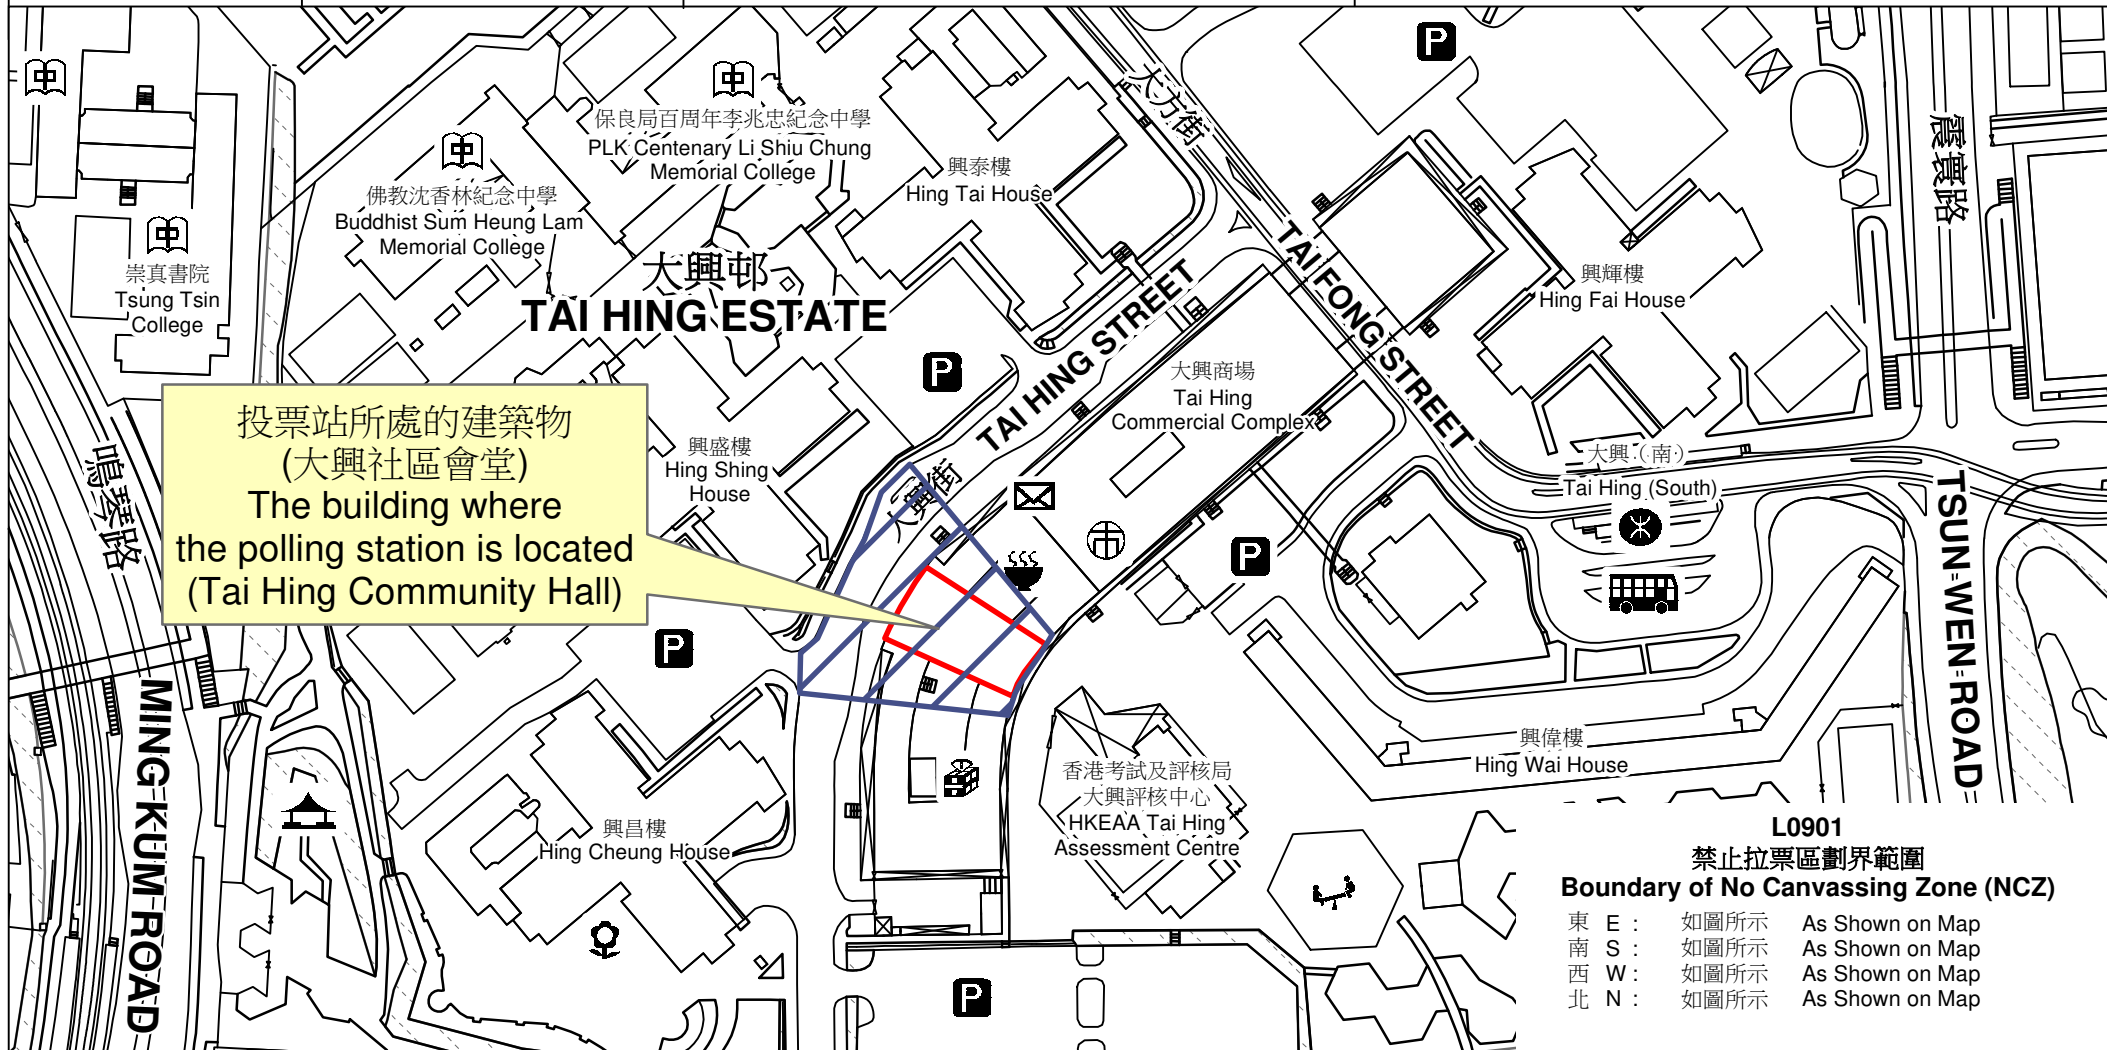 大方街
震寰路
保良局百周年李兆忠紀念中學
PLK Centenary Li Shiu Chung
Memorial College
佛教沈香林紀念中學
Buddhist Sum Heung Lam
Memorial College
興泰樓
Hing Tai House
崇真書院
Tsung Tsin
College
大興邨
TAI HING ESTATE
TAI HING STREET
大興街
TAI FONG STREET
興輝樓
Hing Fai House
大興商場
Tai Hing
Commercial Complex
投票站所處的建築物
(大興社區會堂)
The building where
the polling station is located
(Tai Hing Community Hall)
興盛樓
Hing Shing
House
大興（南）
Tai Hing (South)
鳴琴路
MING KUM ROAD
TSUN WEN ROAD
興偉樓
Hing Wai House
香港考試及評核局
大興評核中心
HKEAA Tai Hing
Assessment Centre
興昌樓
Hing Cheung House
P
P
P
P
P
中
中
中
中
L0901
禁止拉票區劃界範圍
Boundary of No Canvassing Zone (NCZ)
東 E : 如圖所示 As Shown on Map
南 S : 如圖所示 As Shown on Map
西 W : 如圖所示 As Shown on Map
北 N : 如圖所示 As Shown on Map